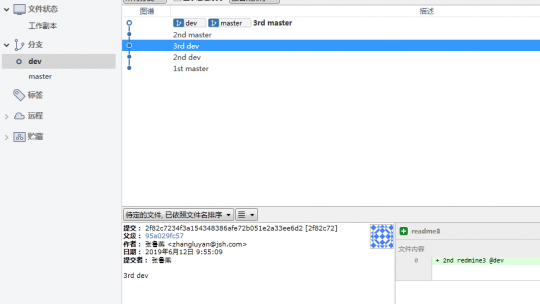 文件状态
工作副本
分支
dev
master
标签
远程
贮藏
图谱
描述
dev master 3rd master
2nd master
3rd dev
2nd dev
1st master
待定的文件, 已依照文件名排序
提交： 2f82c7234f3a154348386afe72b051e2a33ee6d2 [2f82c72]
父级： 95a029fc57
作者： 张鲁燕 <zhangluyan@jsh.com>
日期： 2019年6月12日 9:55:09
提交者： 张鲁燕
3rd dev
readme3
文件内容
0 + 2nd redmine3 @dev